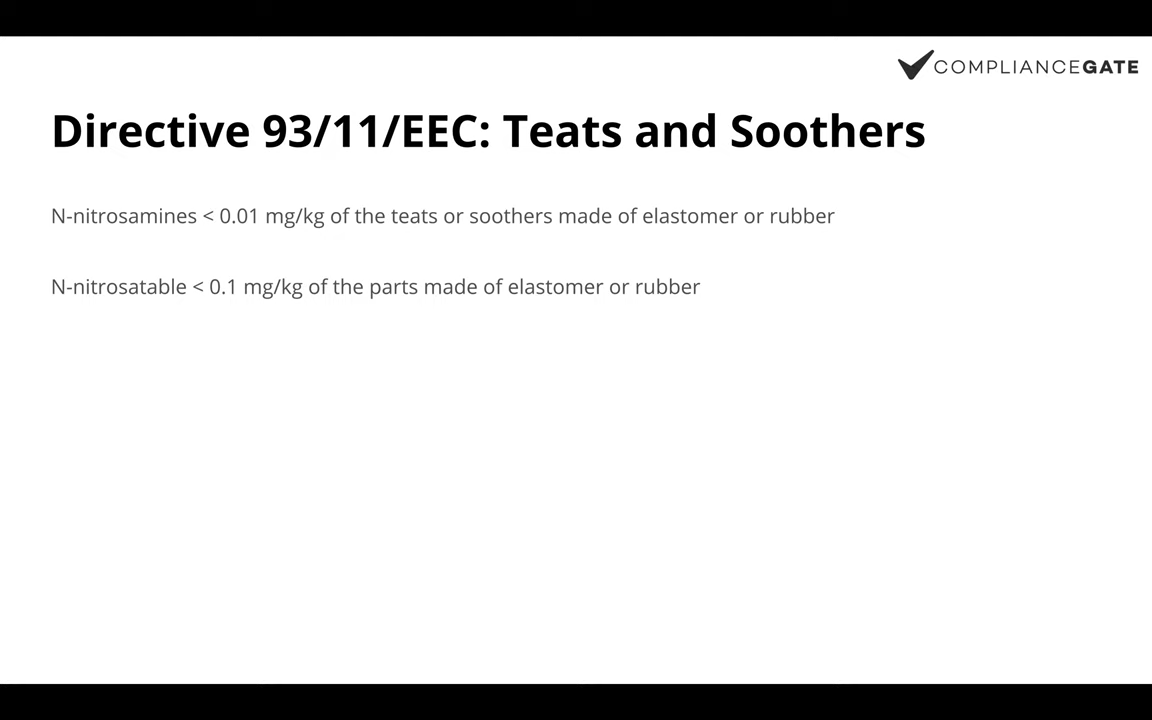 COMPLIANCEGATE
Directive 93/11/EEC: Teats and Soothers
N-nitrosamines < 0.01 mg/kg of the teats or soothers made of elastomer or rubber
N-nitrosatable < 0.1 mg/kg of the parts made of elastomer or rubber